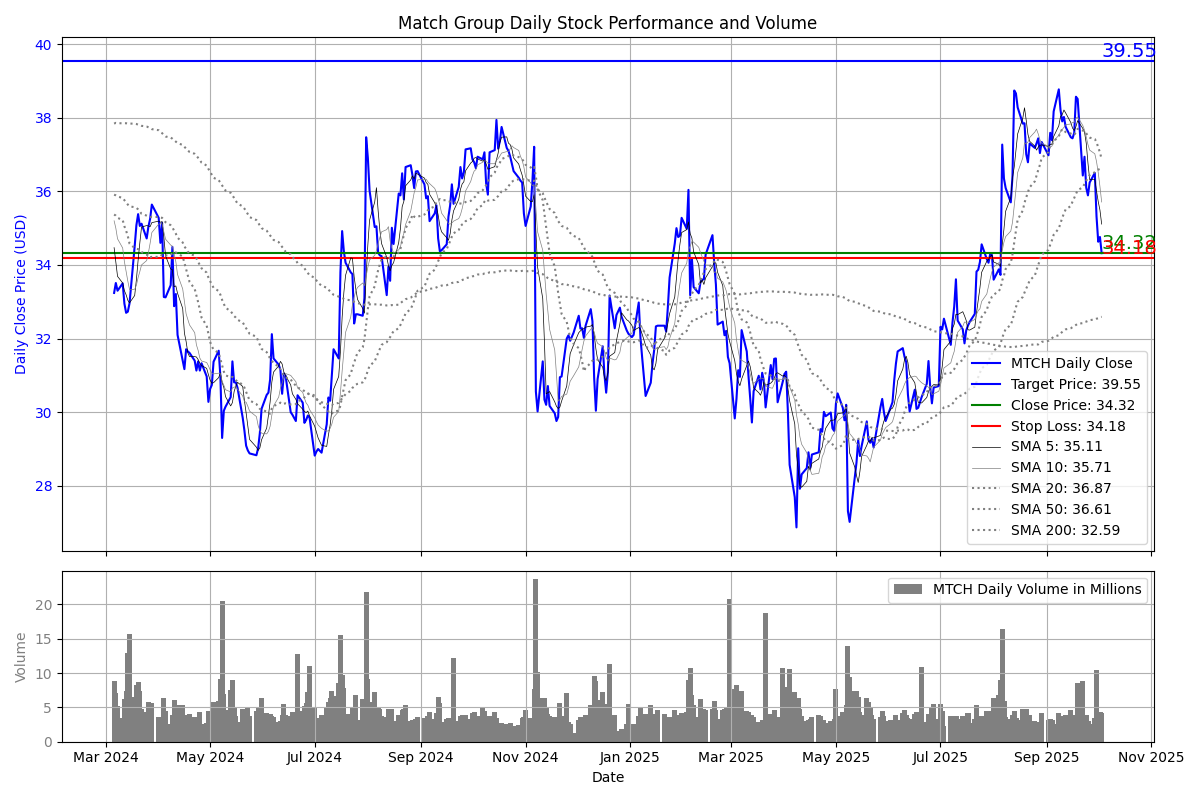 Match Group Daily Stock Performance and Volume
Daily Close Price (USD)
40
38
36
34
32
30
28
39.55
34.32
34.18
MTCH Daily Close
Target Price: 39.55
Close Price: 34.32
Stop Loss: 34.18
SMA 5: 35.11
SMA 10: 35.71
SMA 20: 36.87
SMA 50: 36.61
SMA 200: 32.59
Volume
20
15
10
5
0
MTCH Daily Volume in Millions
Mar 2024 May 2024 Jul 2024 Sep 2024 Nov 2024 Jan 2025 Mar 2025 May 2025 Jul 2025 Sep 2025 Nov 2025
Date